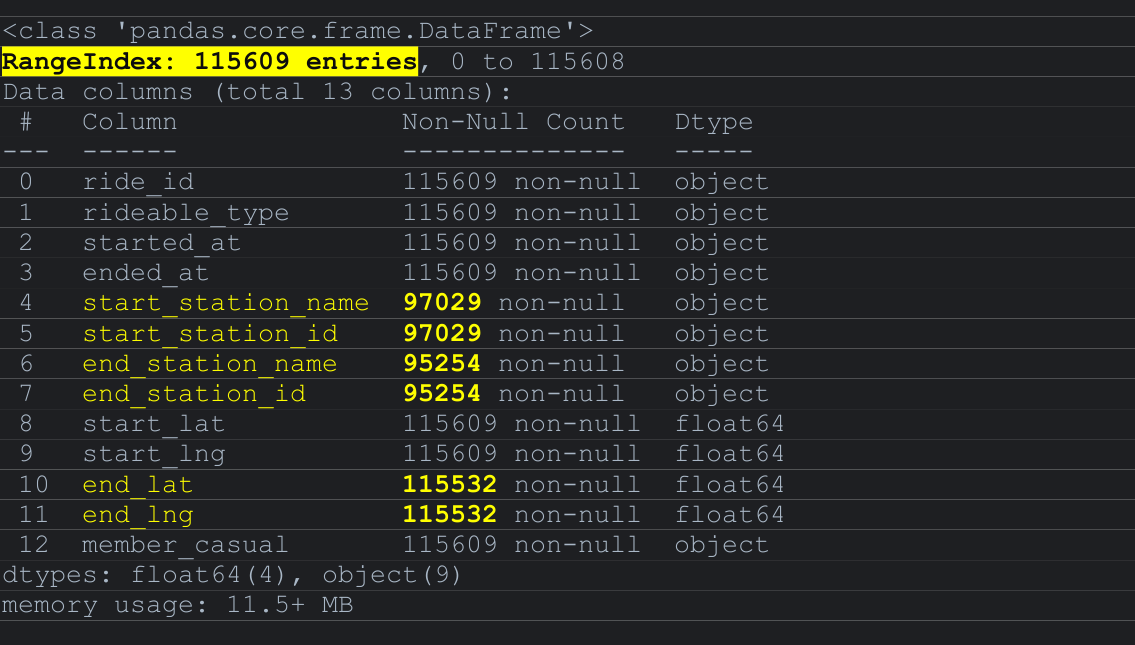 <class 'pandas.core.frame.DataFrame'>
RangeIndex: 115609 entries, 0 to 115608
Data columns (total 13 columns):
 #   Column              Non-Null Count   Dtype
---  ------              --------------   -----
 0   ride_id             115609 non-null  object
 1   rideable_type       115609 non-null  object
 2   started_at          115609 non-null  object
 3   ended_at            115609 non-null  object
 4   start_station_name  97029 non-null   object
 5   start_station_id    97029 non-null   object
 6   end_station_name    95254 non-null   object
 7   end_station_id      95254 non-null   object
 8   start_lat           115609 non-null  float64
 9   start_lng           115609 non-null  float64
 10  end_lat             115532 non-null  float64
 11  end_lng             115532 non-null  float64
 12  member_casual       115609 non-null  object
dtypes: float64(4), object(9)
memory usage: 11.5+ MB